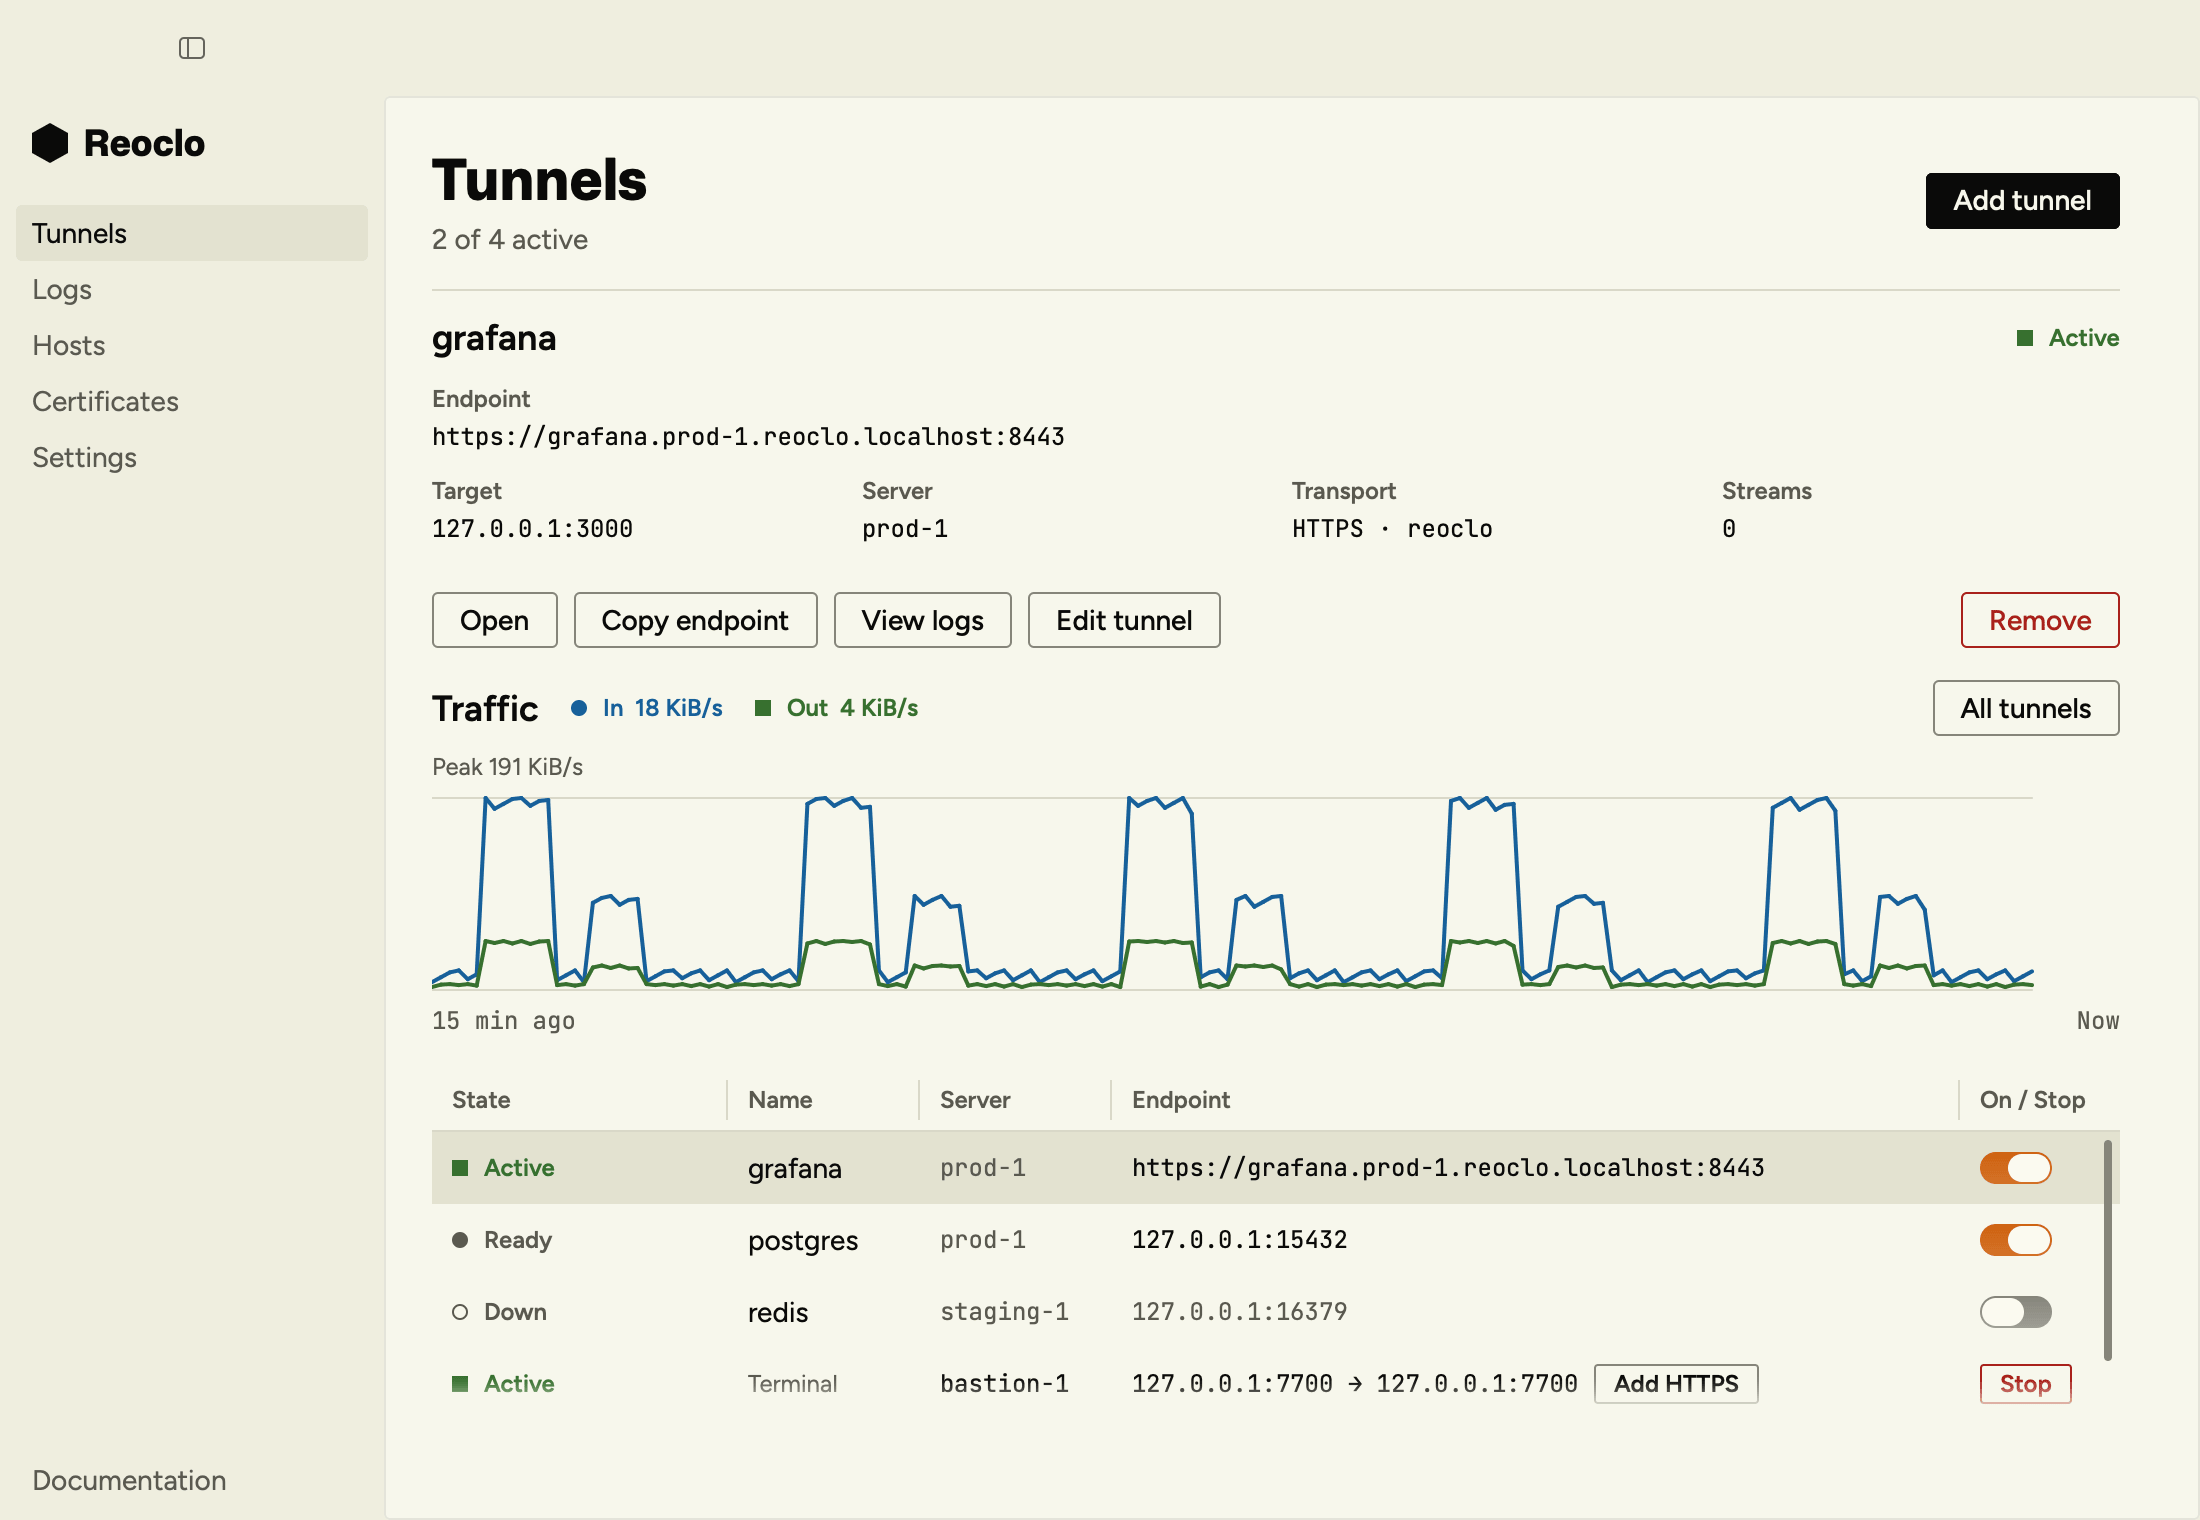 Reoclo
Tunnels
Logs
Hosts
Certificates
Settings
Documentation
Tunnels
2 of 4 active
Add tunnel
grafana
Active
Endpoint
https://grafana.prod-1.reoclo.localhost:8443
Target Server Transport Streams
127.0.0.1:3000 prod-1 HTTPS · reoclo 0
Open Copy endpoint View logs Edit tunnel Remove
Traffic In 18 KiB/s Out 4 KiB/s All tunnels
Peak 191 KiB/s
15 min ago Now
State Name Server Endpoint On / Stop
Active grafana prod-1 https://grafana.prod-1.reoclo.localhost:8443
Ready postgres prod-1 127.0.0.1:15432
Down redis staging-1 127.0.0.1:16379
Active Terminal bastion-1 127.0.0.1:7700 → 127.0.0.1:7700 Add HTTPS Stop